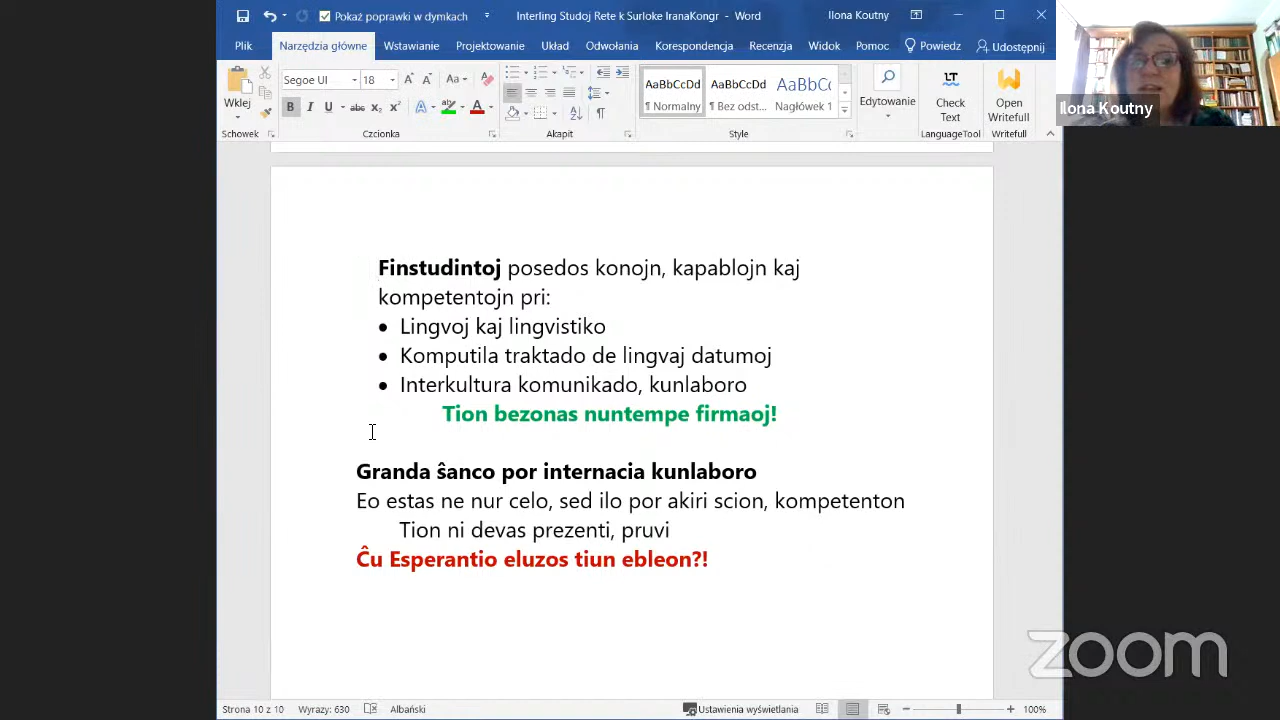 Pokaż poprawki w dymkach
Interling Studoj Rete k Surloke IranaKongr - Word
Ilona Koutny
Plik
Narzędzia główne
Wstawianie
Projektowanie
Układ
Odwołania
Korespondencja
Recenzja
Widok
Pomoc
Powiedz
Udostępnij
Wklej
Segoe UI
18
B I U abc x₂ x²
AaBbCcDd
AaBbCcDd
AaBbCc
¶ Normalny
¶ Bez odst...
Nagłówek 1
Edytowanie
Check
Text
Open
Writefull
Schowek
Czcionka
Akapit
Style
LanguageTool
Writefull
Ilona Koutny
Finstudintoj posedos konojn, kapablojn kaj
kompetentojn pri:
• Lingvoj kaj lingvistiko
• Komputila traktado de lingvaj datumoj
• Interkultura komunikado, kunlaboro
Tion bezonas nuntempe firmaoj!
Granda ŝanco por internacia kunlaboro
Eo estas ne nur celo, sed ilo por akiri scion, kompetenton
Tion ni devas prezenti, pruvi
Ĉu Esperantio eluzos tiun ebleon?!
zoom
Strona 10 z 10
Wyrazy: 630
Albański
Ustawienia wyświetlania
100%